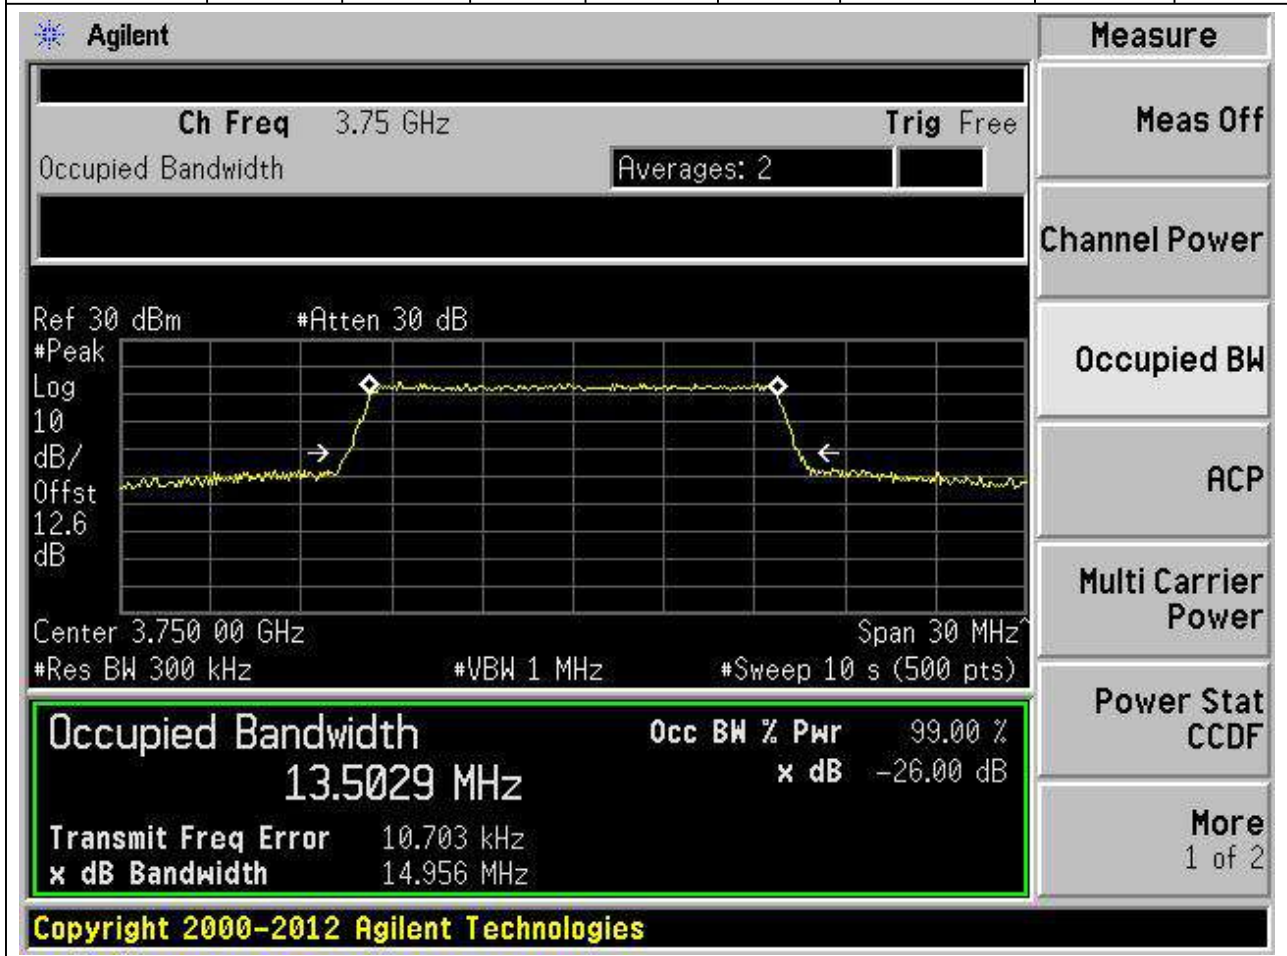 Agilent
Measure
Ch Freq 3.75 GHz Trig Free
Occupied Bandwidth Averages: 2
Meas Off
Channel Power
Occupied BW
ACP
Multi Carrier
Power
Power Stat
CCDF
More
1 of 2
Ref 30 dBm #Atten 30 dB
#Peak
Log
10
dB/
Offst
12.6
dB
Center 3.750 00 GHz Span 30 MHz^
#Res BW 300 kHz #VBW 1 MHz #Sweep 10 s (500 pts)
Occupied Bandwidth Occ BW % Pwr 99.00 %
13.5029 MHz x dB -26.00 dB
Transmit Freq Error 10.703 kHz
x dB Bandwidth 14.956 MHz
Copyright 2000-2012 Agilent Technologies